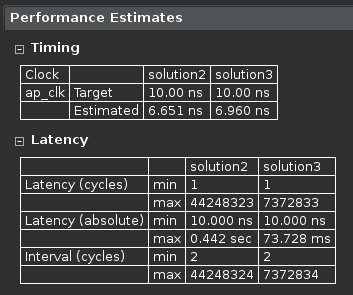 Performance Estimates
Timing
Clock solution2 solution3
ap_clk Target 10.00 ns 10.00 ns
Estimated 6.651 ns 6.960 ns
Latency
solution2 solution3
Latency (cycles) min 1 1
max 44248323 7372833
Latency (absolute) min 10.000 ns 10.000 ns
max 0.442 sec 73.728 ms
Interval (cycles) min 2 2
max 44248324 7372834